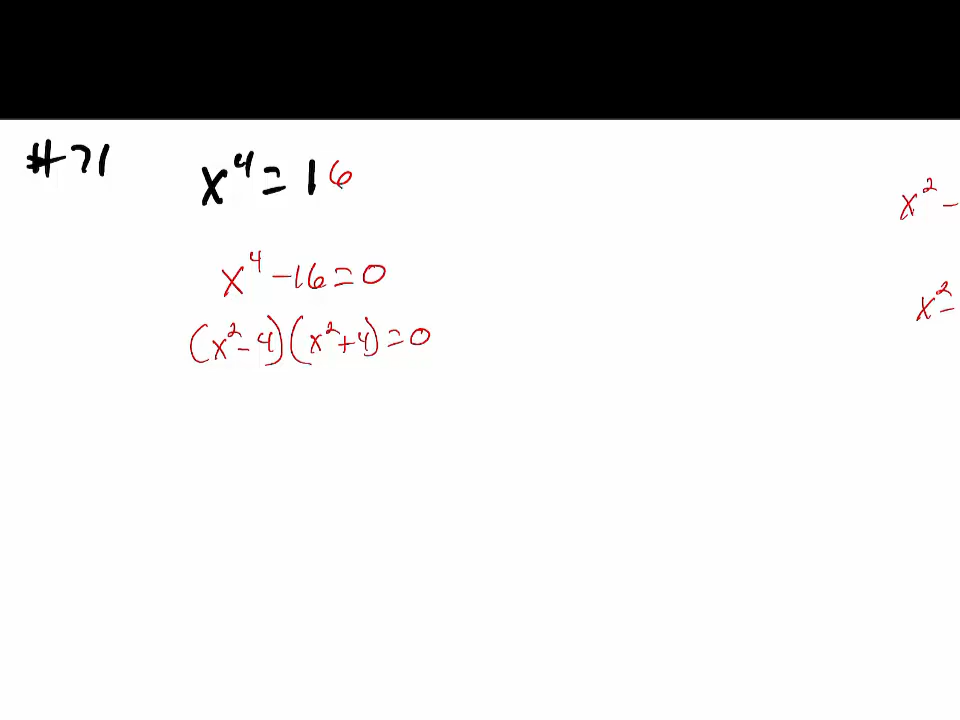 #71 x⁴ = 16
x² -
x⁴ - 16 = 0
x² -
(x² - 4)(x² + 4) = 0